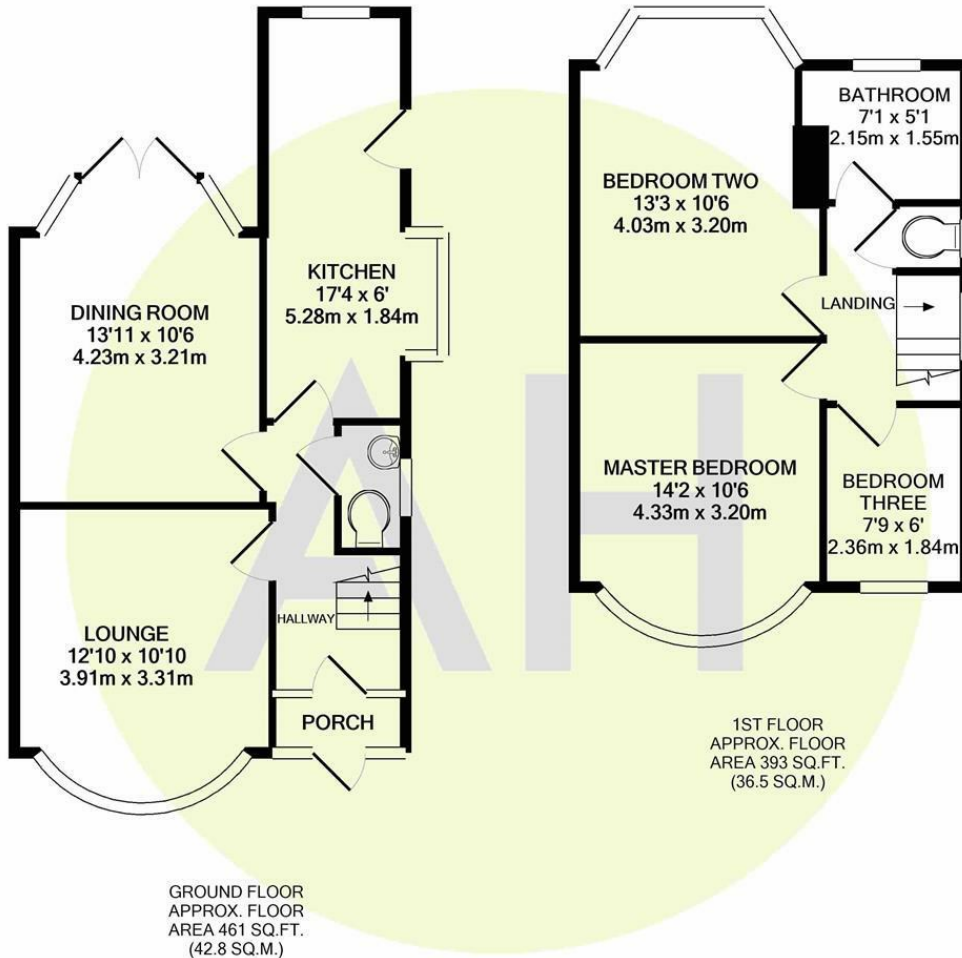 BATHROOM
7'1 x 5'1
2.15m x 1.55m
BEDROOM TWO
13'3 x 10'6
4.03m x 3.20m
KITCHEN
17'4 x 6'
5.28m x 1.84m
DINING ROOM
13'11 x 10'6
4.23m x 3.21m
LANDING
MASTER BEDROOM
14'2 x 10'6
4.33m x 3.20m
BEDROOM
THREE
7'9 x 6'
2.36m x 1.84m
HALLWAY
LOUNGE
12'10 x 10'10
3.91m x 3.31m
PORCH
AH
1ST FLOOR
APPROX. FLOOR
AREA 393 SQ.FT.
(36.5 SQ.M.)
GROUND FLOOR
APPROX. FLOOR
AREA 461 SQ.FT.
(42.8 SQ.M.)